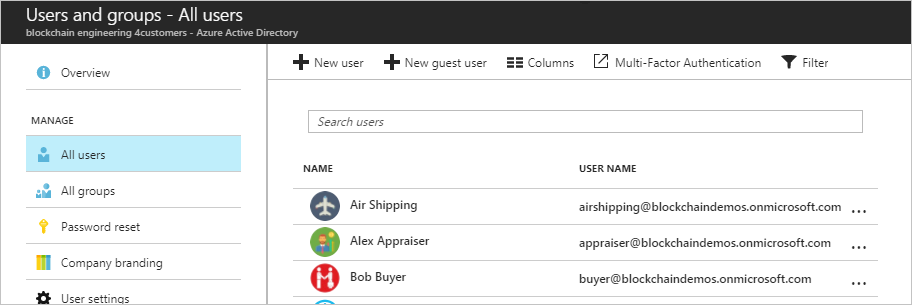 Users and groups - All users
blockchain engineering 4customers - Azure Active Directory
Overview
MANAGE
All users
All groups
Password reset
Company branding
User settings
New user
New guest user
Columns
Multi-Factor Authentication
Filter
Search users
NAME
USER NAME
Air Shipping
airshipping@blockchaindemos.onmicrosoft.com ...
Alex Appraiser
appraiser@blockchaindemos.onmicrosoft.com ...
Bob Buyer
buyer@blockchaindemos.onmicrosoft.com ...